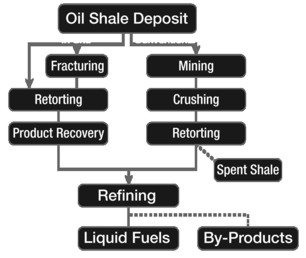 Oil Shale Deposit
Fracturing
Mining
Retorting
Crushing
Product Recovery
Retorting
Spent Shale
Refining
Liquid Fuels
By-Products